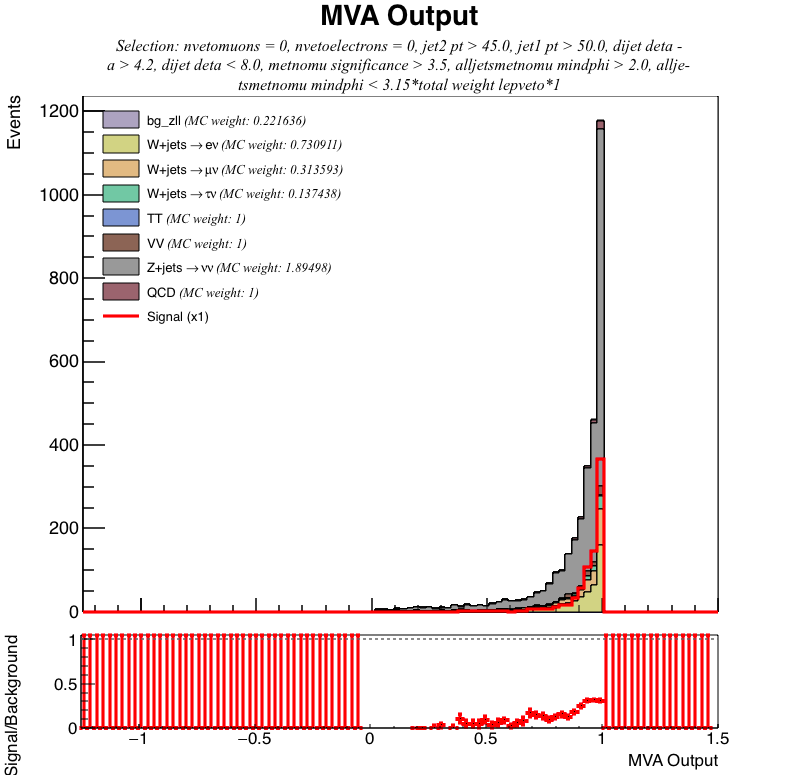 MVA Output
Selection: nvetomuons = 0, nvetoelectrons = 0, jet2 pt > 45.0, jet1 pt > 50.0, dijet deta -
a > 4.2, dijet deta < 8.0, metnomu significance > 3.5, alljetsmetnomu mindphi > 2.0, allje-
tsmetnomu mindphi < 3.15*total weight lepveto*1
Events
1200
1000
800
600
400
200
0
bg_zll (MC weight: 0.221636)
W+jets → eν (MC weight: 0.730911)
W+jets → μν (MC weight: 0.313593)
W+jets → τν (MC weight: 0.137438)
TT (MC weight: 1)
VV (MC weight: 1)
Z+jets → νν (MC weight: 1.89498)
QCD (MC weight: 1)
Signal (x1)
Signal/Background
1
0.5
0
−1 −0.5 0 0.5 1 1.5
MVA Output